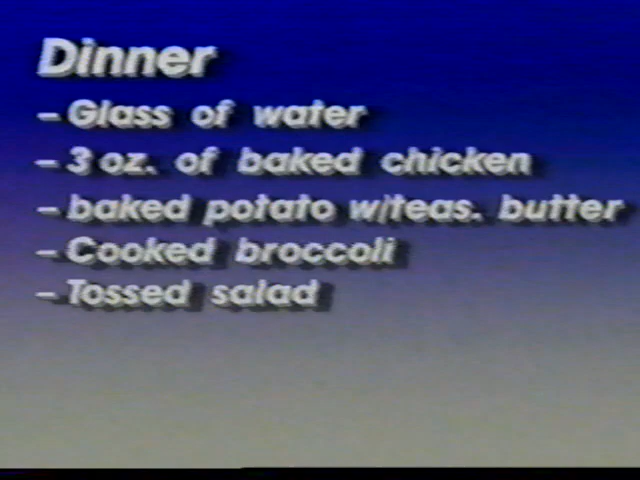 Dinner
– Glass of water
– 3 oz. of baked chicken
– baked potato w/teas. butter
– Cooked broccoli
– Tossed salad